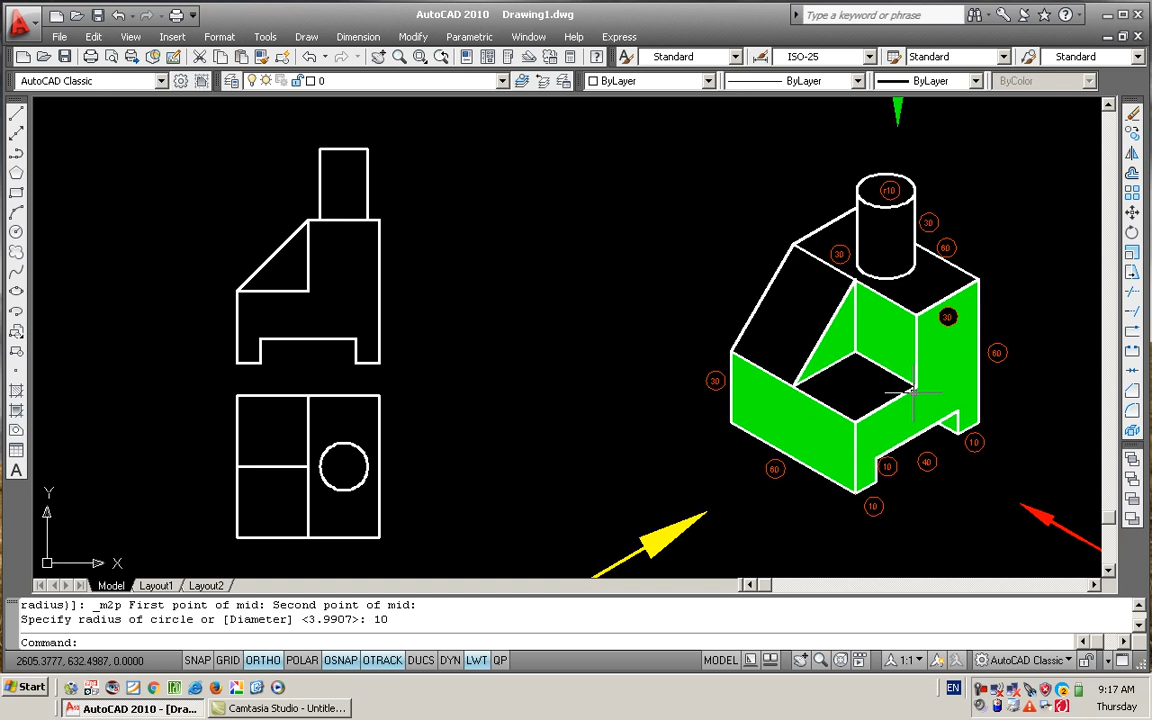 AutoCAD 2010 Drawing1.dwg
Type a keyword or phrase
File Edit View Insert Format Tools Draw Dimension Modify Parametric Window Help Express
Standard ISO-25 Standard Standard
AutoCAD Classic 0 ByLayer ByLayer ByLayer ByColor
r10
30
60
30
30
60
30
60
10
40
10
10
Y
X
Model Layout1 Layout2
radius)]: _m2p First point of mid: Second point of mid:
Specify radius of circle or [Diameter] <3.9907>: 10
Command:
2605.3777, 632.4987, 0.0000 SNAP GRID ORTHO POLAR OSNAP OTRACK DUCS DYN LWT QP MODEL 1:1 AutoCAD Classic
Start EN 9:17 AM
AutoCAD 2010 - [Dra... Camtasia Studio - Untitle... Thursday